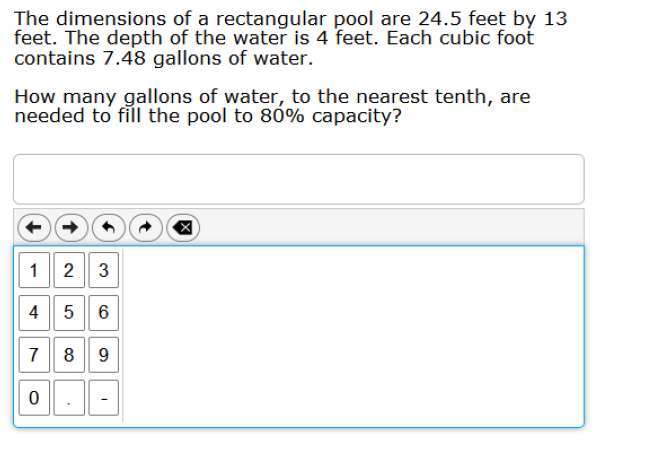 The dimensions of a rectangular pool are 24.5 feet by 13
feet. The depth of the water is 4 feet. Each cubic foot
contains 7.48 gallons of water.
How many gallons of water, to the nearest tenth, are
needed to fill the pool to 80% capacity?
1 2 3
4 5 6
7 8 9
0 . -